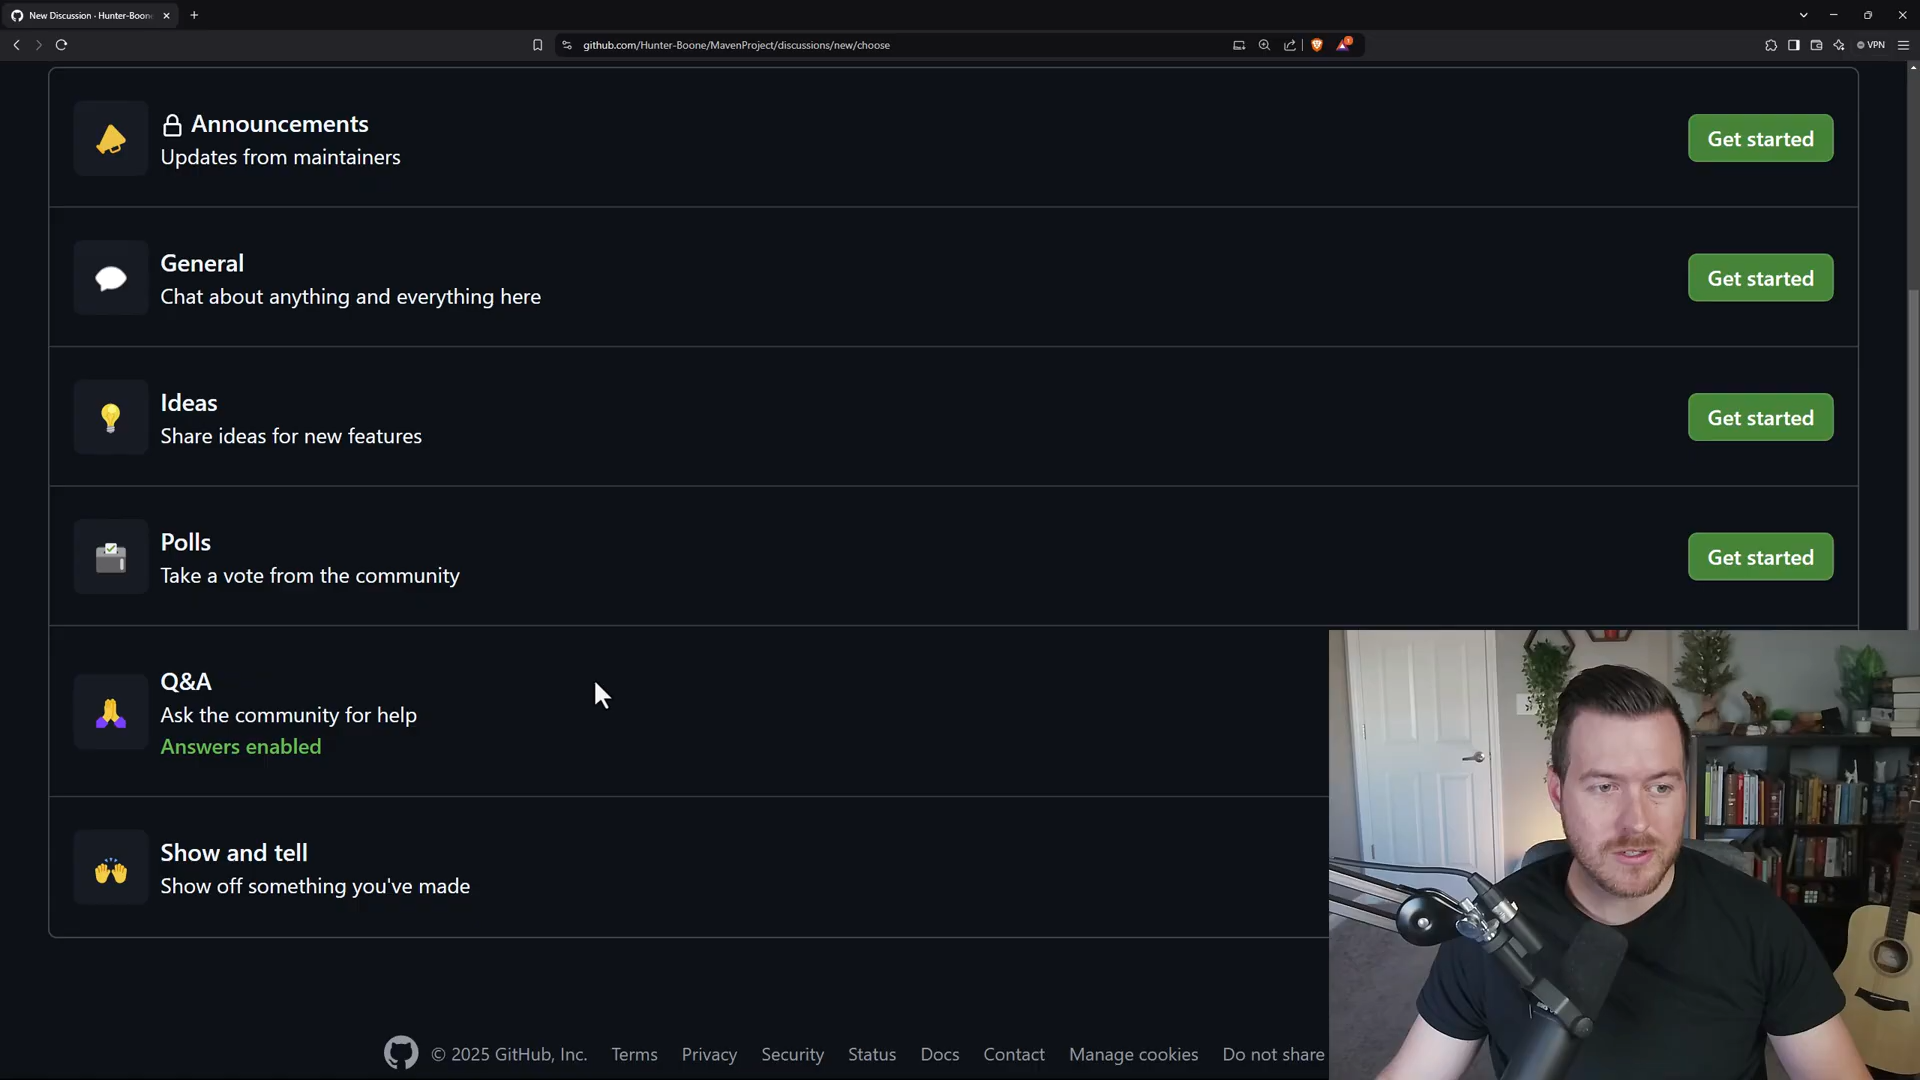 New Discussion · Hunter-Boone
github.com/Hunter-Boone/MavenProject/discussions/new/choose
1
VPN
Announcements
Updates from maintainers
Get started
General
Chat about anything and everything here
Get started
Ideas
Share ideas for new features
Get started
Polls
Take a vote from the community
Get started
Q&A
Ask the community for help
Answers enabled
Show and tell
Show off something you've made
© 2025 GitHub, Inc. Terms Privacy Security Status Docs Contact Manage cookies Do not share